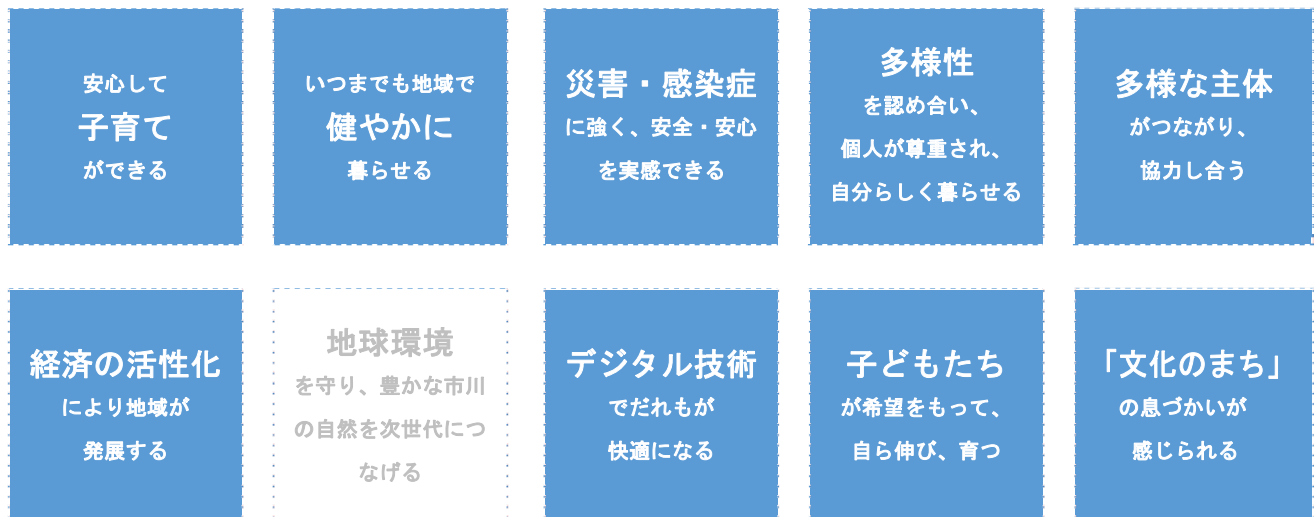 安心して
子育て
ができる
いつまでも地域で
健やかに
暮らせる
災害・感染症
に強く、安全・安心
を実感できる
多様性
を認め合い、
個人が尊重され、
自分らしく暮らせる
多様な主体
がつながり、
協力し合う
経済の活性化
により地域が
発展する
地球環境
を守り、豊かな市川
の自然を次世代につ
なげる
デジタル技術
でだれもが
快適になる
子どもたち
が希望をもって、
自ら伸び、育つ
「文化のまち」
の息づかいが
感じられる